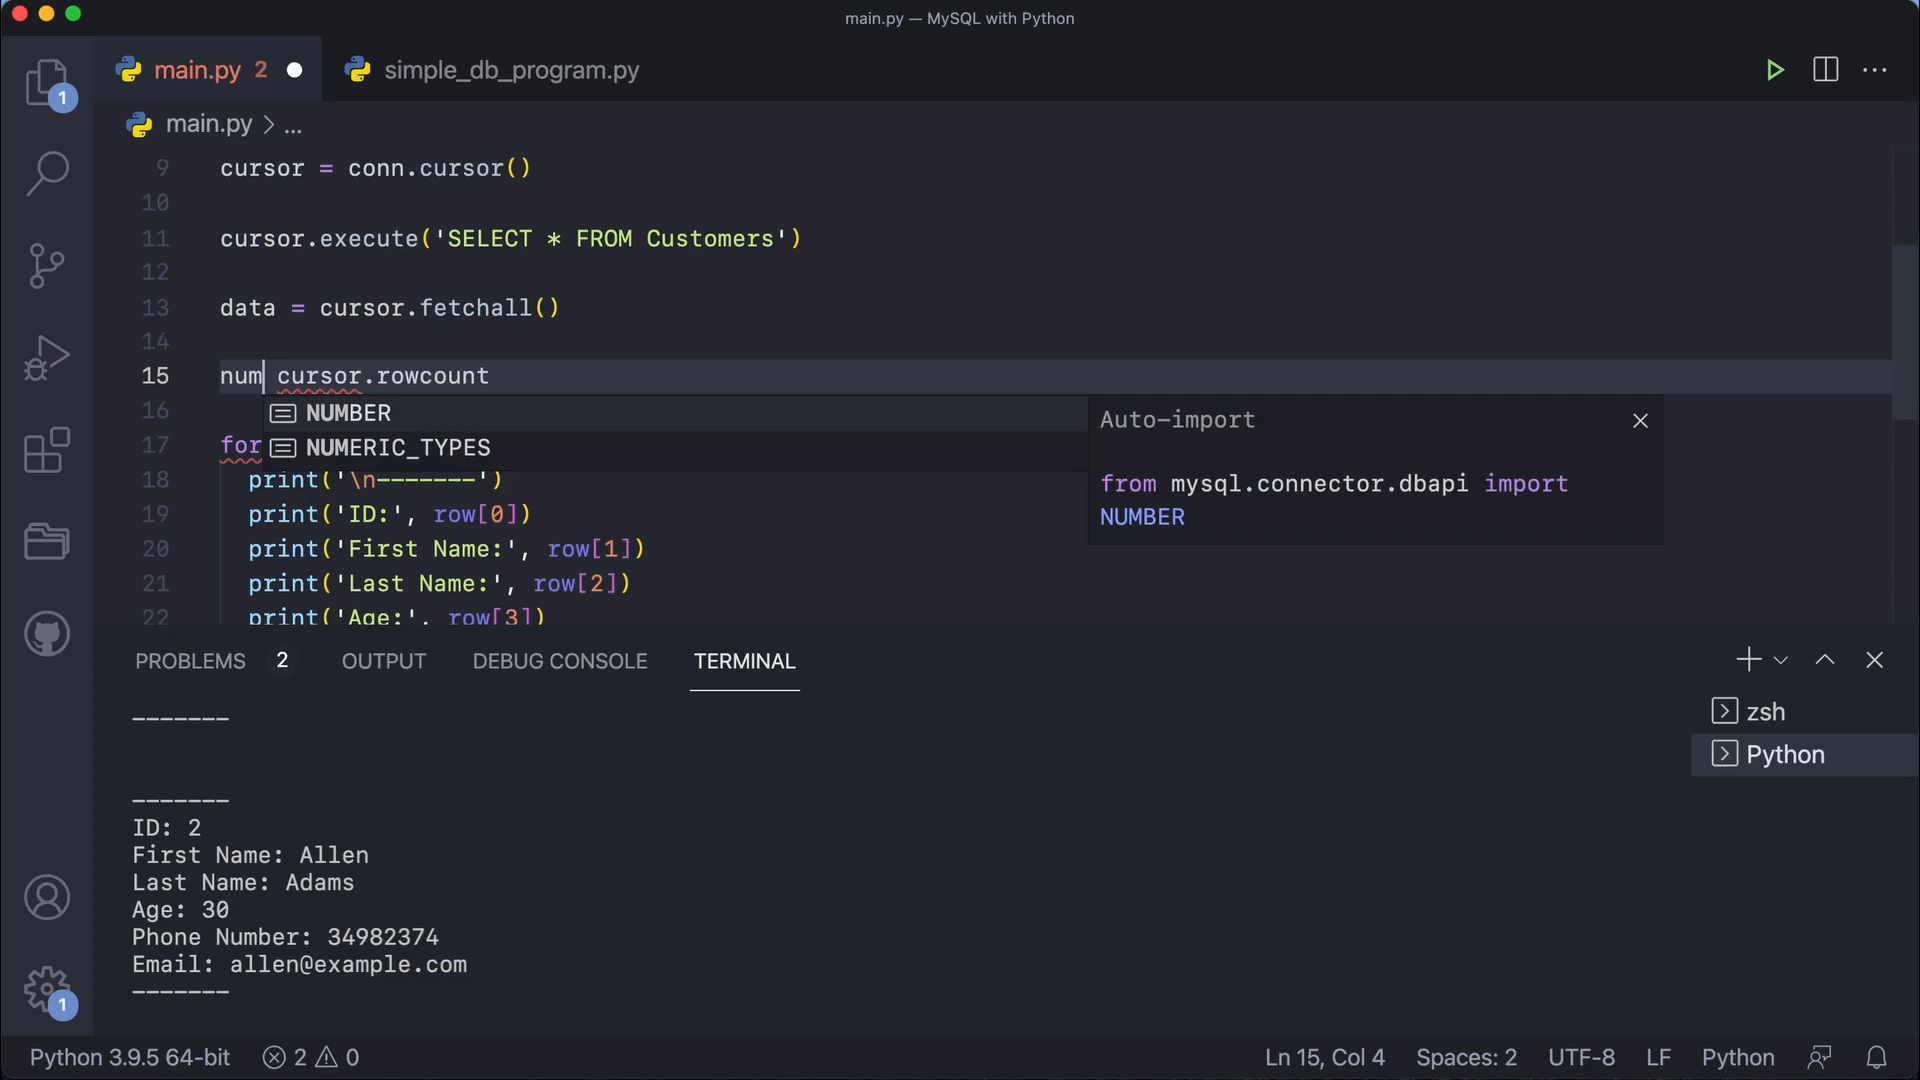 main.py — MySQL with Python
main.py 2
simple_db_program.py
main.py > ...
9 cursor = conn.cursor()
10
11 cursor.execute('SELECT * FROM Customers')
12
13 data = cursor.fetchall()
14
15 num cursor.rowcount
16
NUMBER
17 for
NUMERIC_TYPES
Auto-import
from mysql.connector.dbapi import
NUMBER
18 print('\n-------')
19 print('ID:', row[0])
20 print('First Name:', row[1])
21 print('Last Name:', row[2])
22 print('Age:', row[3])
PROBLEMS 2 OUTPUT DEBUG CONSOLE TERMINAL
zsh
Python
-------
-------
ID: 2
First Name: Allen
Last Name: Adams
Age: 30
Phone Number: 34982374
Email: allen@example.com
-------
1
1
Python 3.9.5 64-bit 2 0 Ln 15, Col 4 Spaces: 2 UTF-8 LF Python